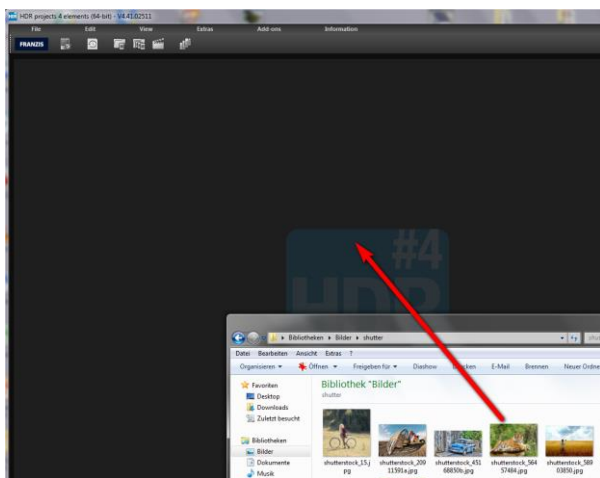 HDR projects 4 elements (64-bit) - V4.41.02511
File Edit View Extras Add-ons Information
FRANZIS
#4
HDR
Bibliotheken Bilder shutter
Datei Bearbeiten Ansicht Extras ?
Organisieren Öffnen Freigeben für Diashow E-Mail Brennen Neuer Ordne
Favoriten
Desktop
Downloads
Zuletzt besucht
Bibliotheken
Bilder
Dokumente
Musik
Bibliothek "Bilder"
shutter
shutterstock_15.j
pg
shutterstock_209
11591a.jpg
shutterstock_451
68850b.jpg
shutterstock_564
57484.jpg
shutterstock_589
03850.jpg